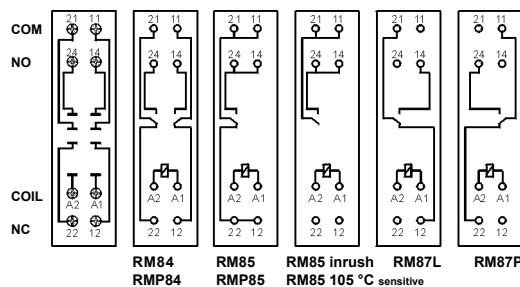 21 11 21 11 21 11 21 11 21 11 21 11
COM
NO
24 14 24 14 24 14 24 14 24 14 24 14
COIL
A2 A1 A2 A1 A2 A1 A2 A1 A2 A1 A2 A1
NC
22 12 22 12 22 12 22 12 22 12 22 12
RM84 RM85 RM85 inrush RM87L RM87P
RMP84 RMP85 RM85 105 °C sensitive